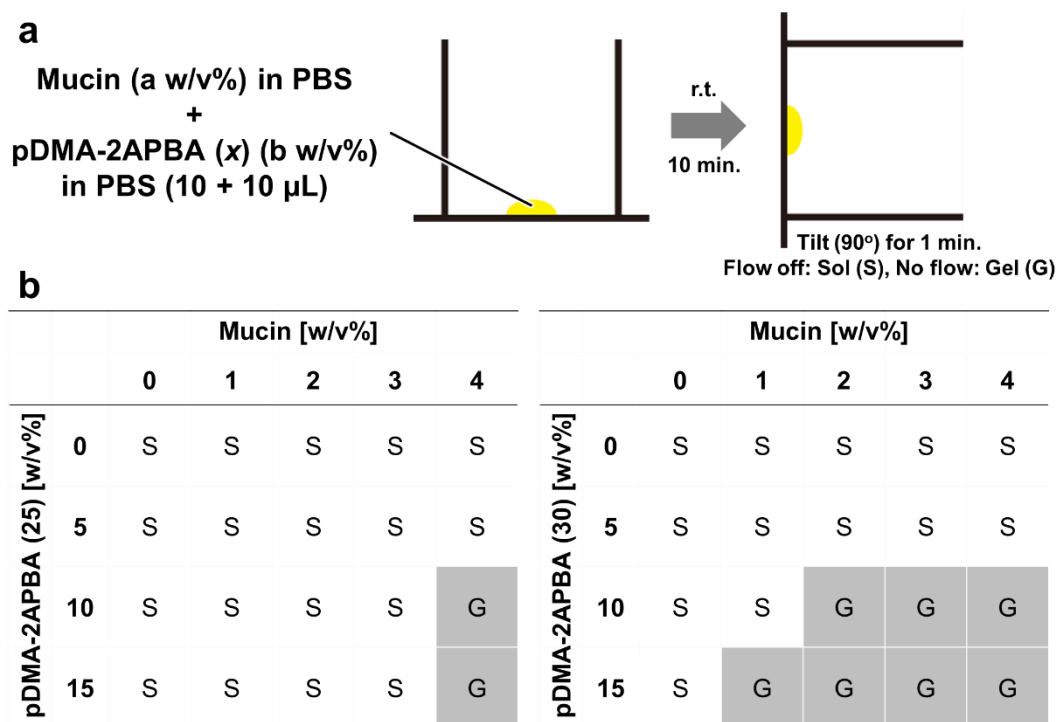 a
Mucin (a w/v%) in PBS
+
pDMA-2APBA (x) (b w/v%)
in PBS (10 + 10 µL)
r.t.
10 min.
Tilt (90°) for 1 min.
Flow off: Sol (S), No flow: Gel (G)
b
Mucin [w/v%]
0 1 2 3 4
pDMA-2APBA (25) [w/v%]
0 S S S S S
5 S S S S S
10 S S S S G
15 S S S S G
Mucin [w/v%]
0 1 2 3 4
pDMA-2APBA (30) [w/v%]
0 S S S S S
5 S S S S S
10 S S G G G
15 S G G G G